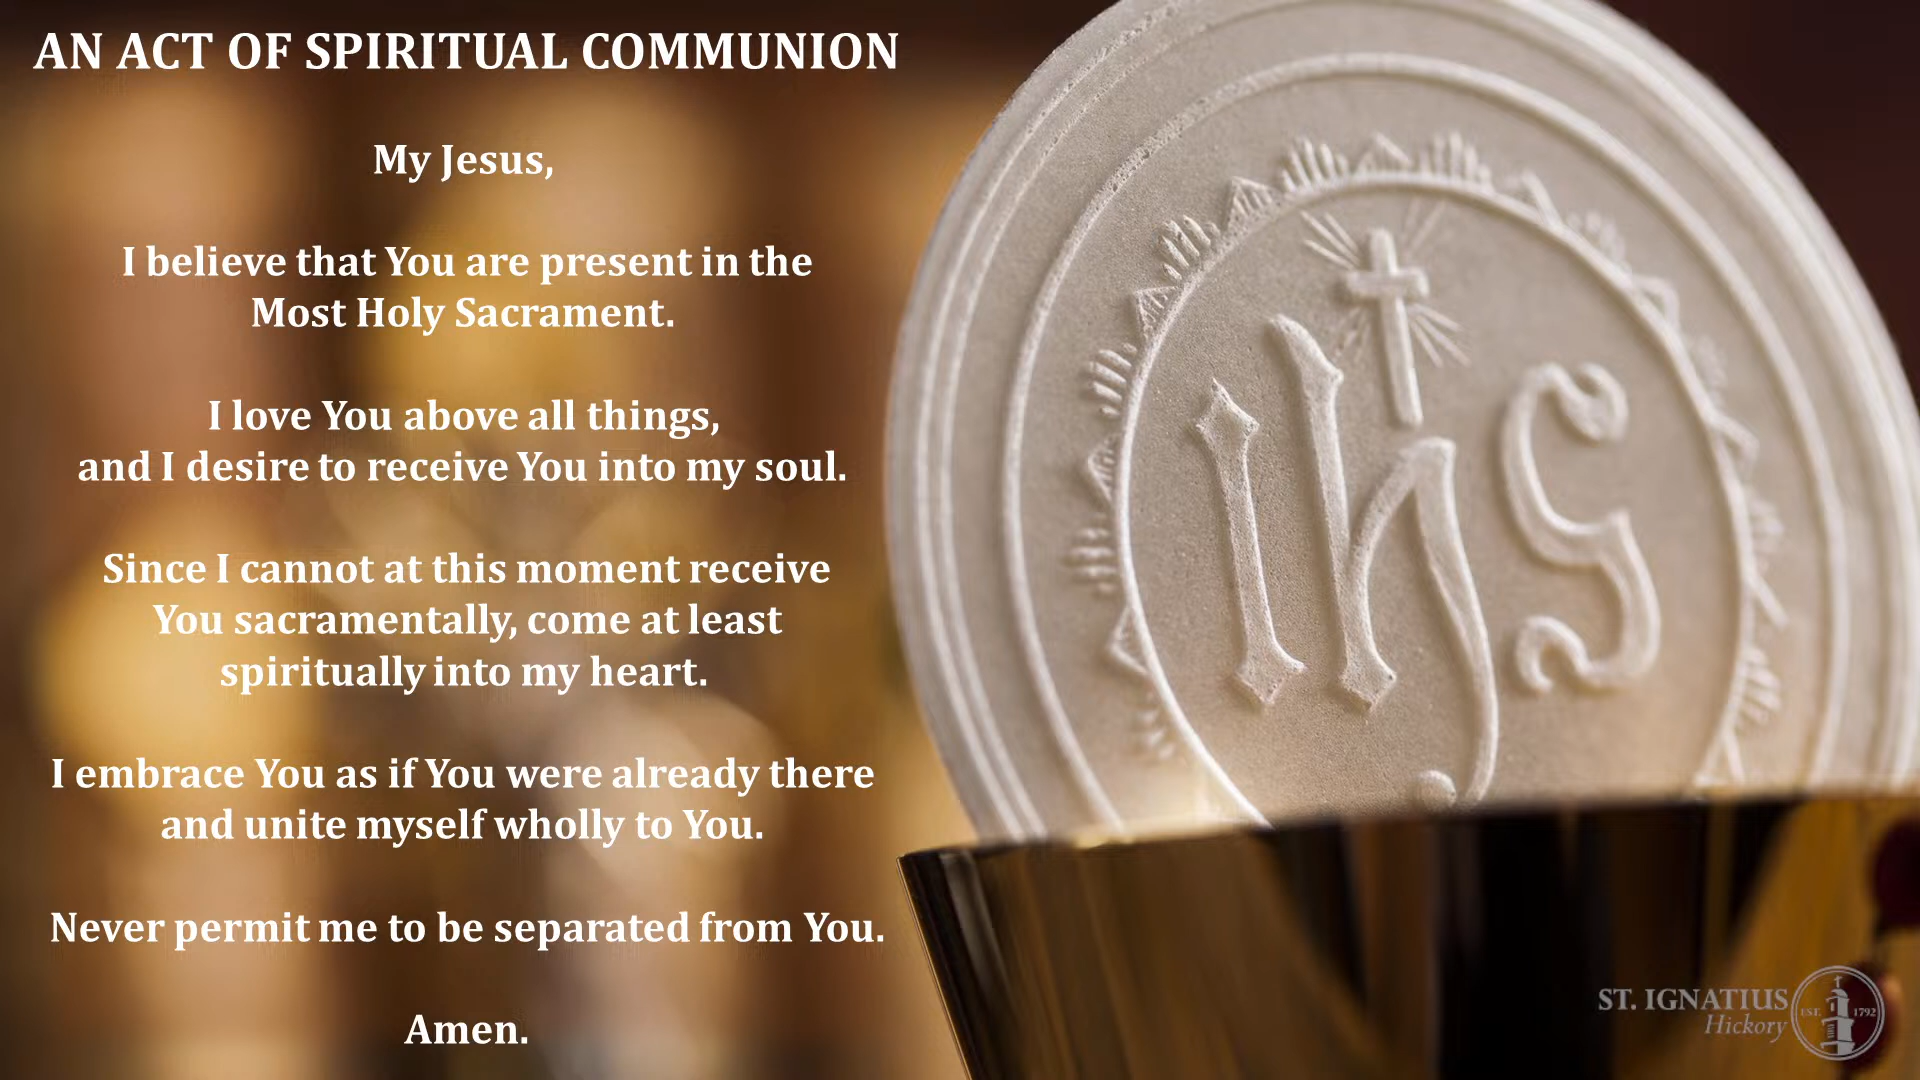 AN ACT OF SPIRITUAL COMMUNION
My Jesus,
I believe that You are present in the
Most Holy Sacrament.
I love You above all things,
and I desire to receive You into my soul.
Since I cannot at this moment receive
You sacramentally, come at least
spiritually into my heart.
I embrace You as if You were already there
and unite myself wholly to You.
Never permit me to be separated from You.
Amen.
ihs
ST. IGNATIUS
Hickory
EST. 1792